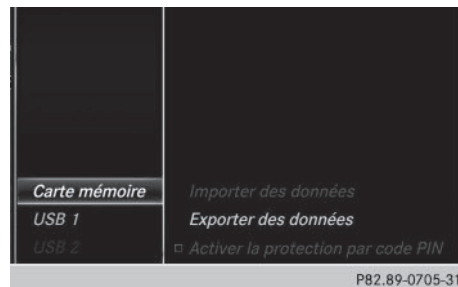 Carte mémoire
Importer des données
USB 1
Exporter des données
USB 2
Activer la protection par code PIN
P82.89-0705-31